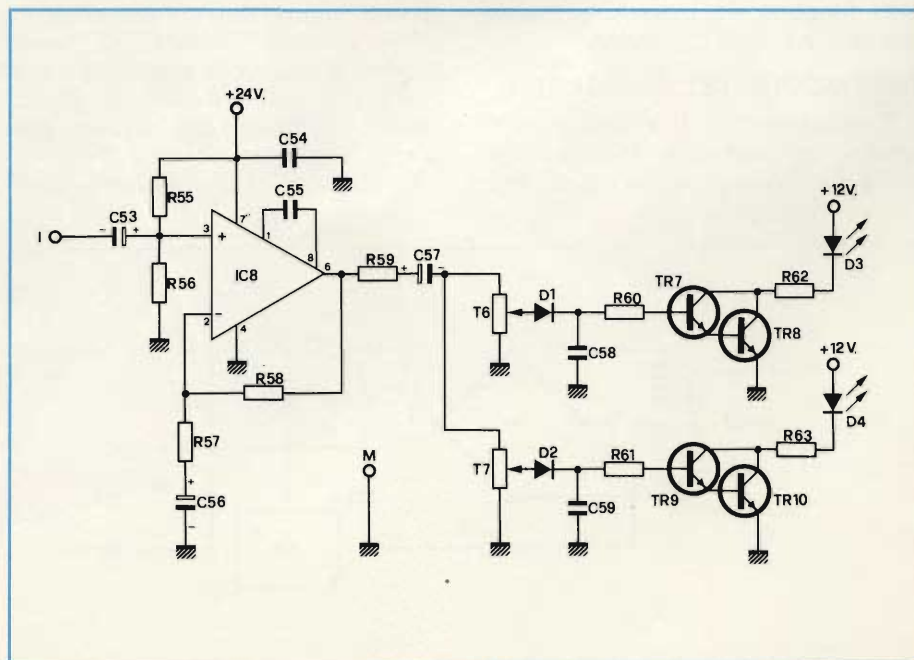 +24V.
C54
C55
R55
C53
- +
I
3
+
7
1
8
IC8
6
R56
2
-
4
R59
C57
+ -
R58
R57
+
C56
-
M
T6
D1
R60
C58
TR7
TR8
R62
+12V.
D3
T7
D2
R61
C59
TR9
TR10
R63
+12V.
D4